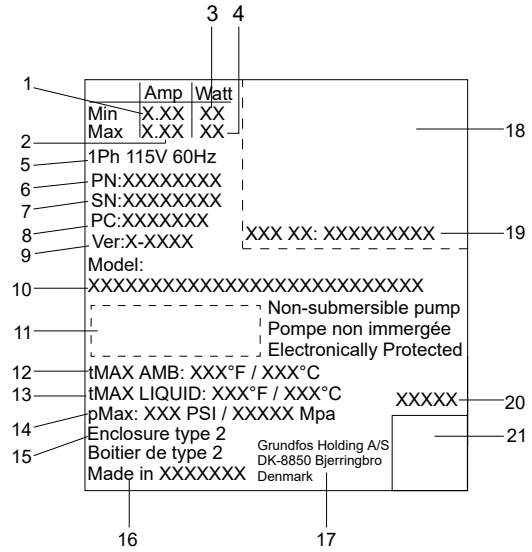 3 4
1 Amp Watt
Min X.XX XX
Max X.XX XX
2
18
5 1Ph 115V 60Hz
6 PN:XXXXXXXX
7 SN:XXXXXXXX
8 PC:XXXXXXX
9 Ver:X-XXXX
XXX XX: XXXXXXXXX 19
Model:
10 XXXXXXXXXXXXXXXXXXXXXXXXXX
11
Non-submersible pump
Pompe non immergée
Electronically Protected
12 tMAX AMB: XXX°F / XXX°C
13 tMAX LIQUID: XXX°F / XXX°C
14 pMax: XXX PSI / XXXXX Mpa
XXXXX 20
15 Enclosure type 2
Boitier de type 2
Made in XXXXXXX
Grundfos Holding A/S
DK-8850 Bjerringbro
Denmark
21
16 17